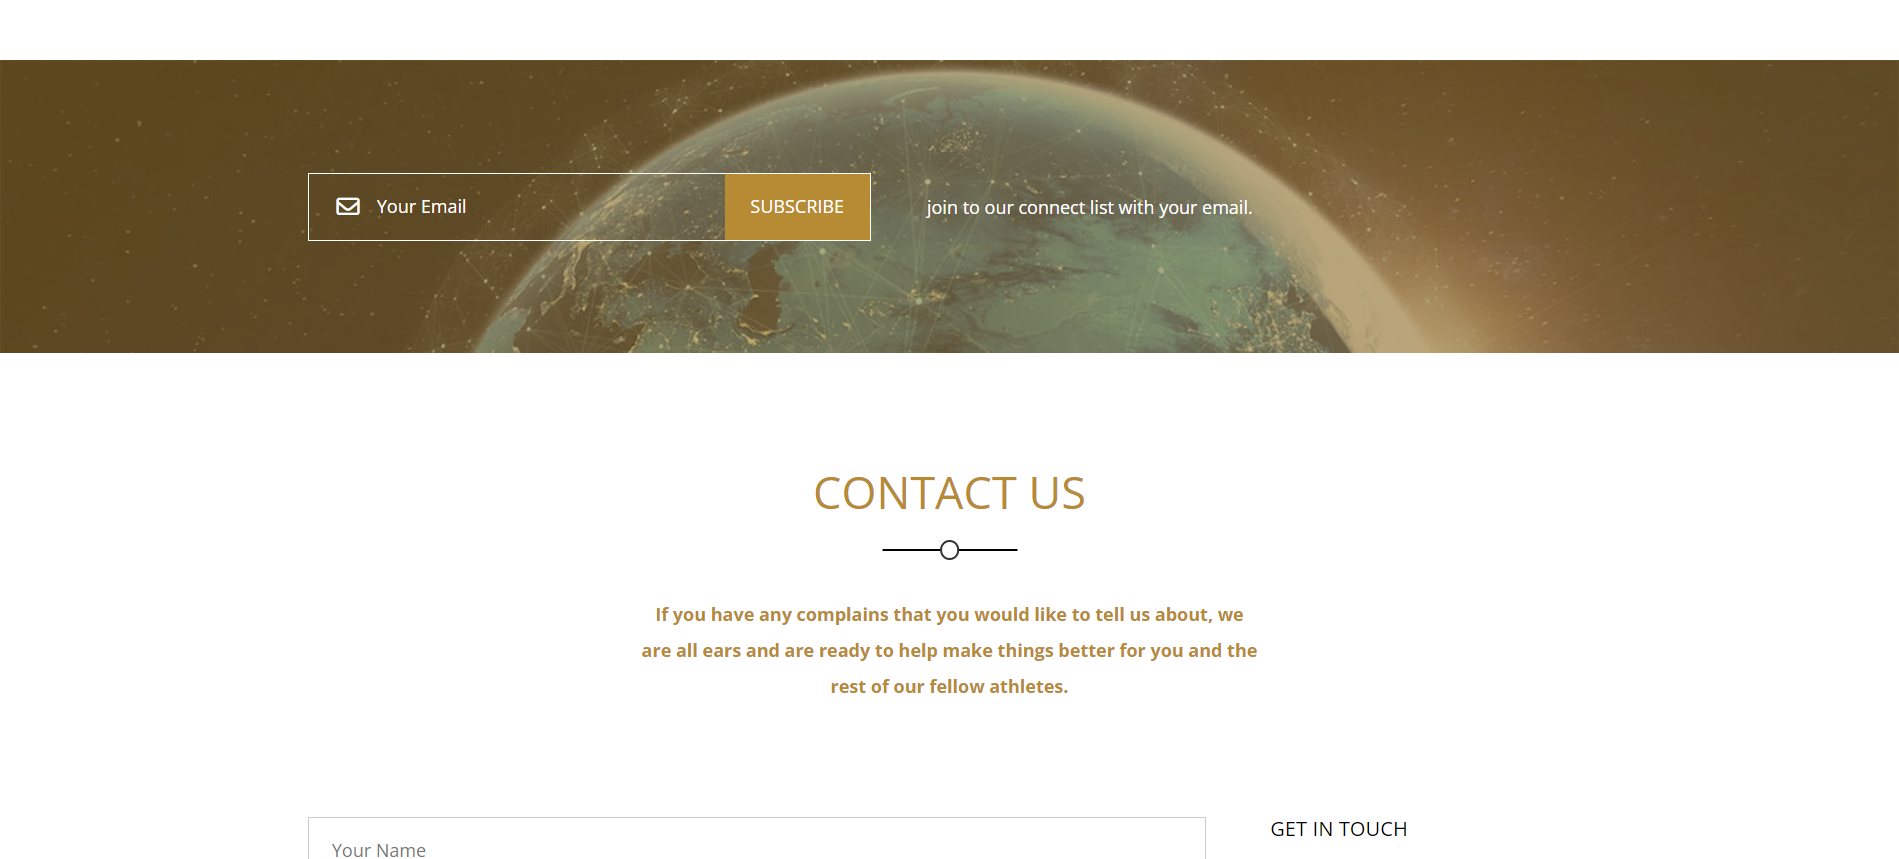 Your Email
SUBSCRIBE
join to our connect list with your email.
CONTACT US
If you have any complains that you would like to tell us about, we
are all ears and are ready to help make things better for you and the
rest of our fellow athletes.
Your Name
GET IN TOUCH